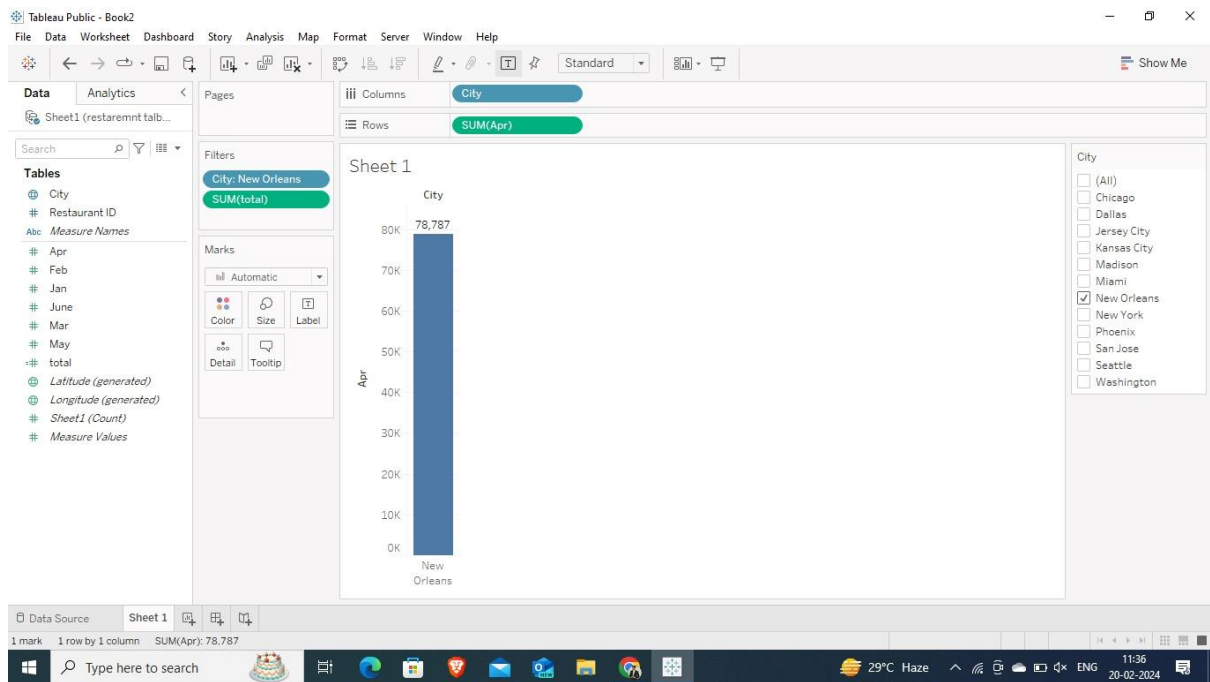 Tableau Public - Book2
File Data Worksheet Dashboard Story Analysis Map Format Server Window Help
Standard
Show Me
Data Analytics
Sheet1 (restaremnt talb...
Search
Tables
City
Restaurant ID
Abc Measure Names
Apr
Feb
Jan
June
Mar
May
total
Latitude (generated)
Longitude (generated)
Sheet1 (Count)
Measure Values
Pages
Filters
City: New Orleans
SUM(total)
Marks
Automatic
Color Size Label
Detail Tooltip
Columns City
Rows SUM(Apr)
Sheet 1
City
78,787
80K
70K
60K
50K
40K
30K
20K
10K
0K
Apr
New
Orleans
City
(All)
Chicago
Dallas
Jersey City
Kansas City
Madison
Miami
New Orleans
New York
Phoenix
San Jose
Seattle
Washington
Data Source Sheet 1
1 mark 1 row by 1 column SUM(Apr): 78,787
Type here to search
29°C Haze
ENG
11:36
20-02-2024